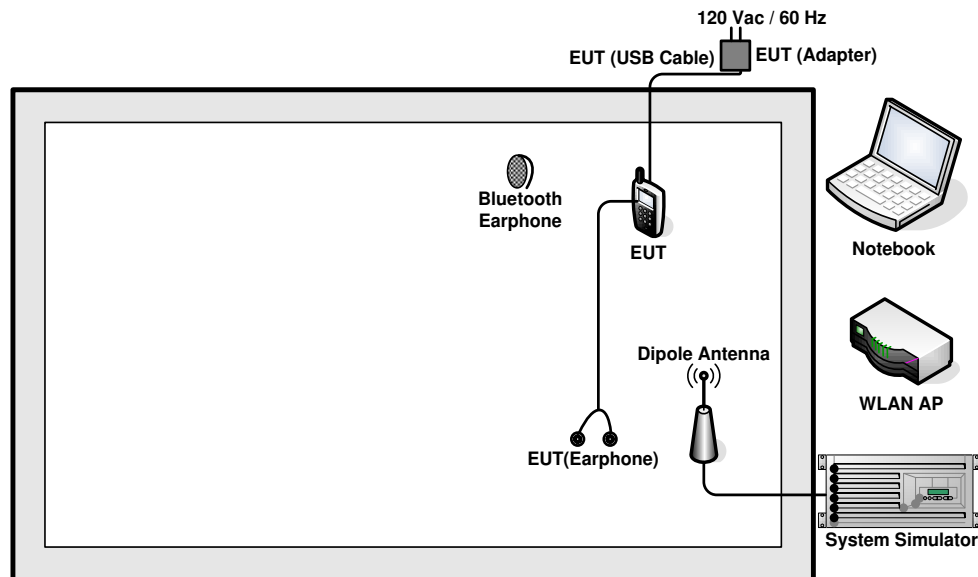 120 Vac / 60 Hz
EUT (USB Cable)
EUT (Adapter)
Bluetooth
Earphone
EUT
Notebook
Dipole Antenna
WLAN AP
EUT(Earphone)
System Simulator